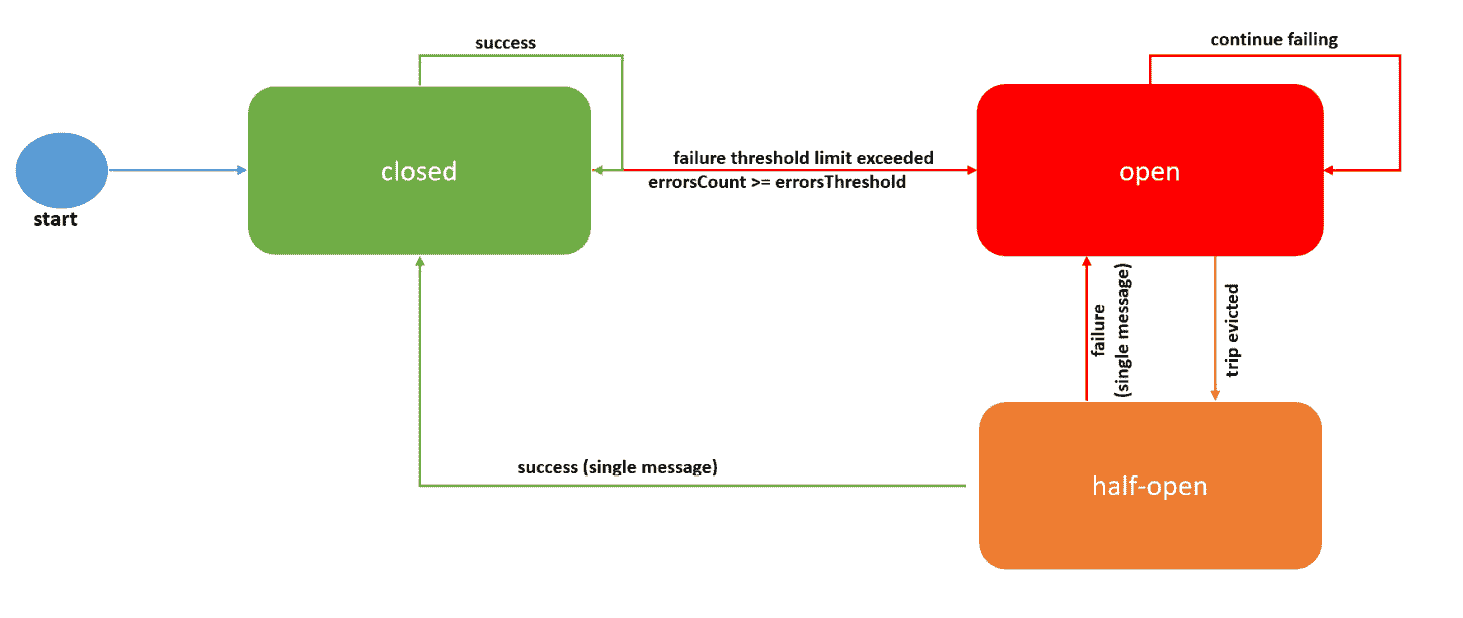 success
continue failing
closed
failure threshold limit exceeded
errorsCount >= errorsThreshold
open
start
failure
(single message)
trip evicted
success (single message)
half-open